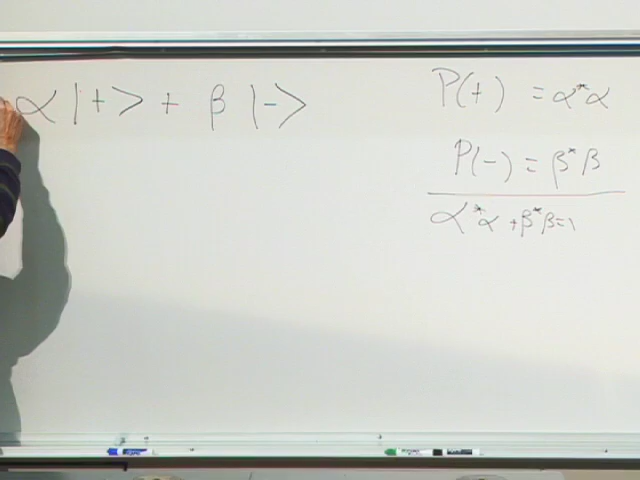 α |+> + β |->
P(+) = α*α
P(-) = β*β
α*α + β*β = 1